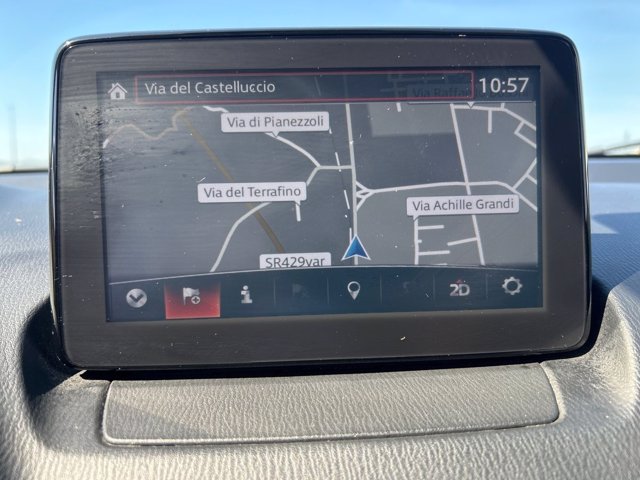 Via del Castelluccio
10:57
Via di Pianezzoli
Via del Terrafino
Via Achille Grandi
SR429var
2D